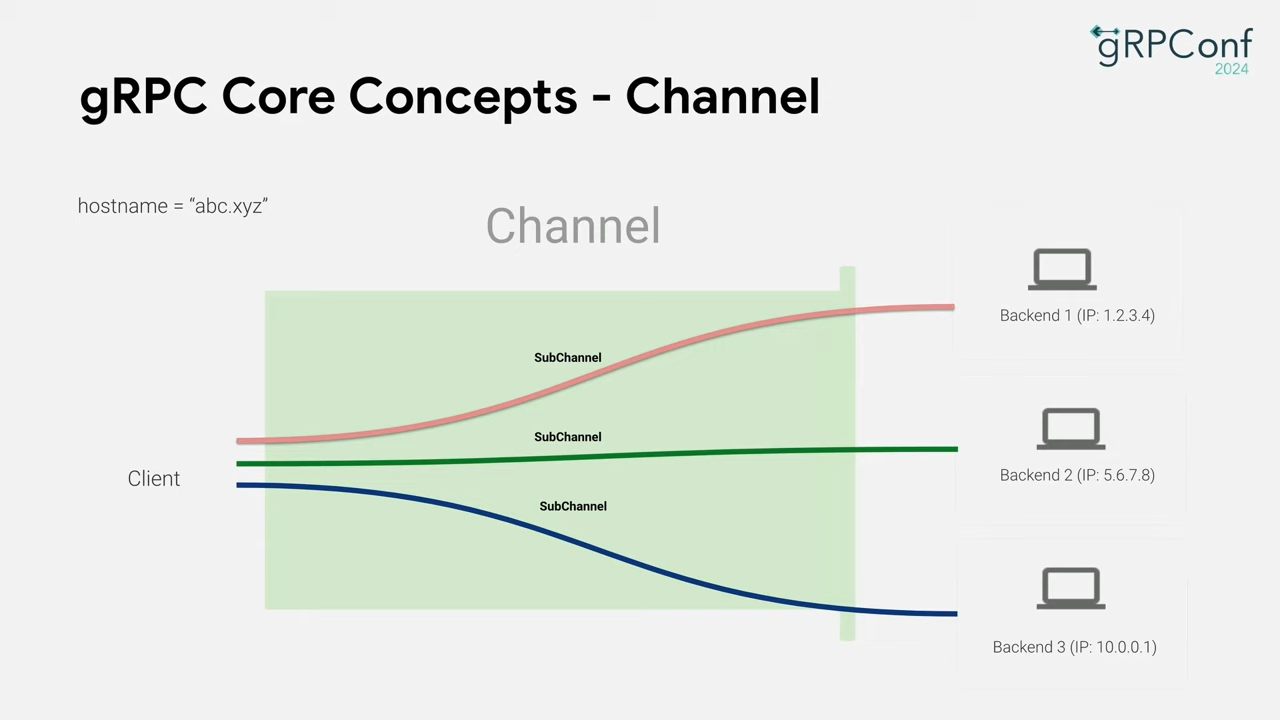 gRPConf
2024
gRPC Core Concepts - Channel
hostname = “abc.xyz”
Channel
Backend 1 (IP: 1.2.3.4)
SubChannel
SubChannel
Client
Backend 2 (IP: 5.6.7.8)
SubChannel
Backend 3 (IP: 10.0.0.1)